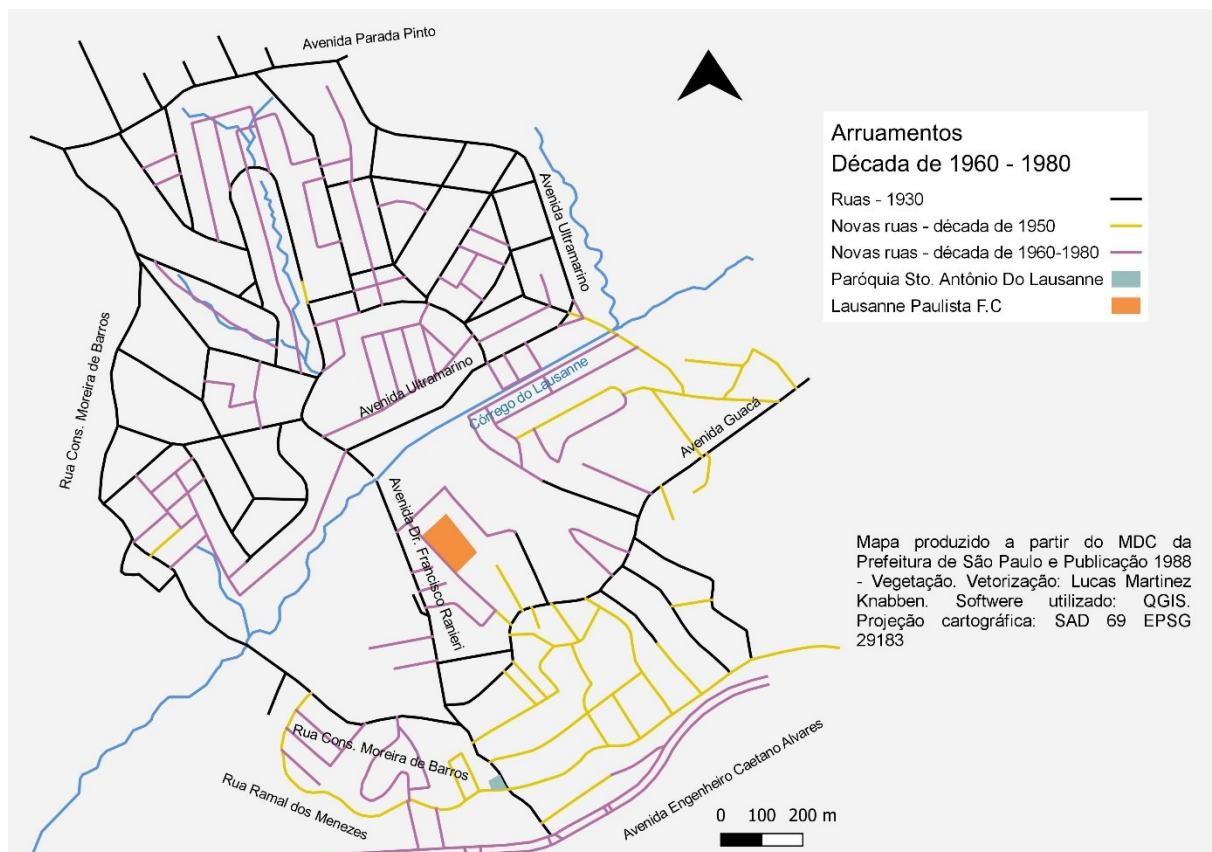 Avenida Parada Pinto
Arruamentos
Década de 1960 - 1980
Ruas - 1930
Novas ruas - década de 1950
Novas ruas - década de 1960-1980
Paróquia Sto. Antônio Do Lausanne
Lausanne Paulista F.C
Avenida Ultramarino
Rua Cons. Moreira de Barros
Avenida Ultramarino
Córrego do Lausanne
Avenida Guacá
Avenida Dr. Francisco Ranieri
Mapa produzido a partir do MDC da
Prefeitura de São Paulo e Publicação 1988
- Vegetação. Vetorização: Lucas Martinez
Knabben. Softwere utilizado: QGIS.
Projeção cartográfica: SAD 69 EPSG
29183
Rua Cons. Moreira de Barros
Rua Ramal dos Menezes
Avenida Engenheiro Caetano Alvares
0 100 200 m